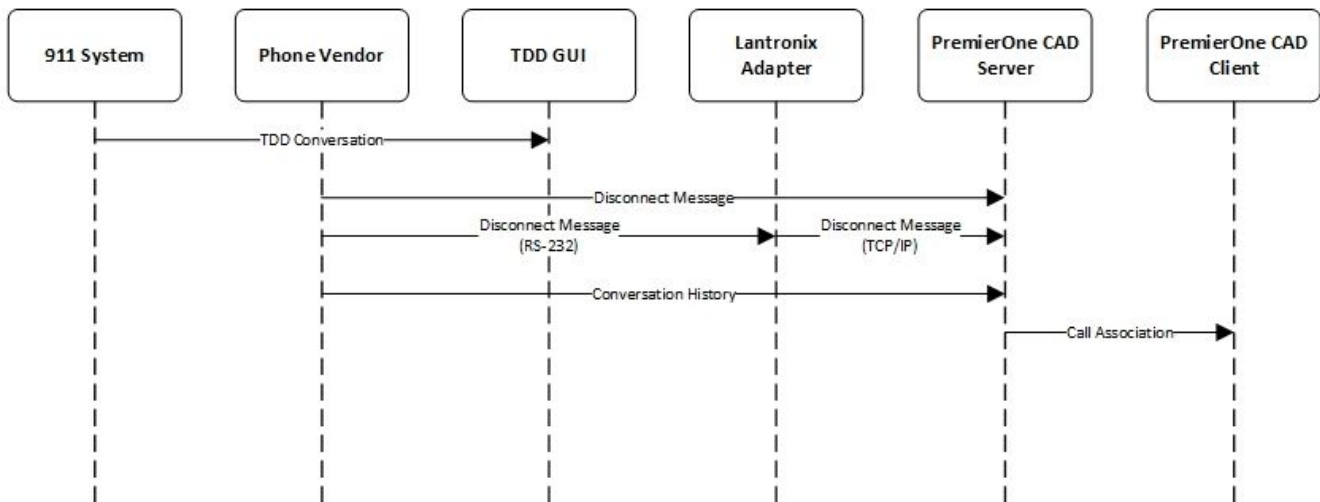 911 System
Phone Vendor
TDD GUI
Lantronix
Adapter
PremierOne CAD
Server
PremierOne CAD
Client
TDD Conversation
Disconnect Message
Disconnect Message
(RS-232)
Disconnect Message
(TCP/IP)
Conversation History
Call Association